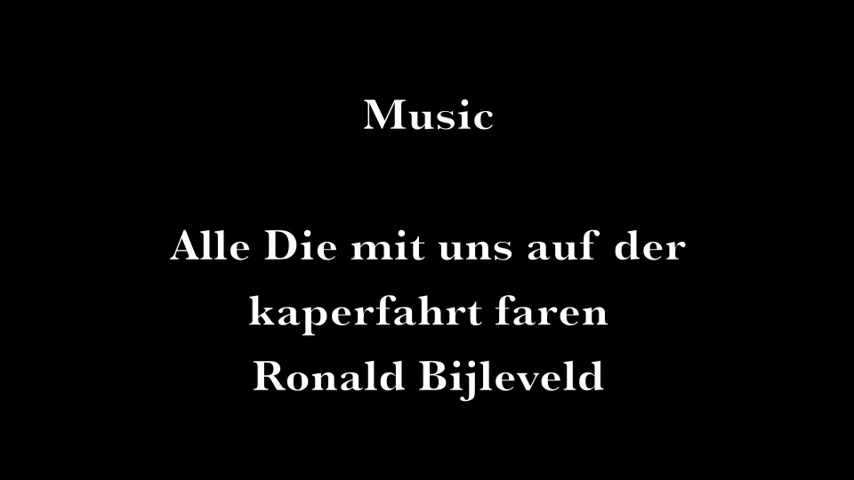 Music
Alle Die mit uns auf der
kaperfahrt faren
Ronald Bijleveld